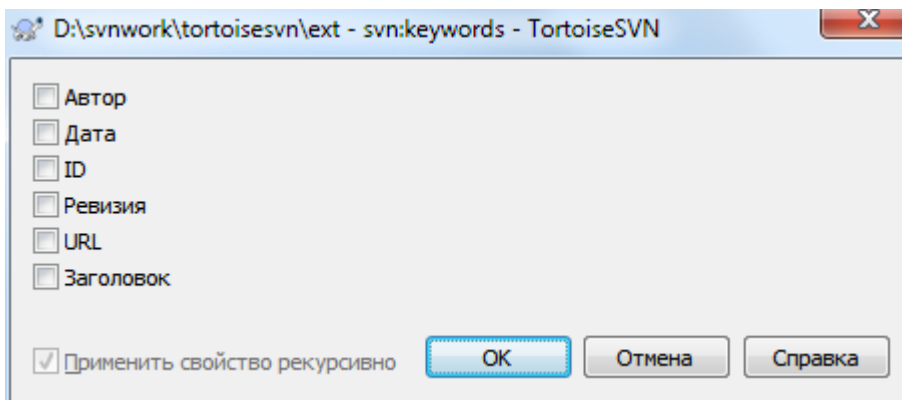 D:\svnwork\tortoisesvn\ext - svn:keywords - TortoiseSVN
Автор
Дата
ID
Ревизия
URL
Заголовок
Применить свойство рекурсивно OK Отмена Справка